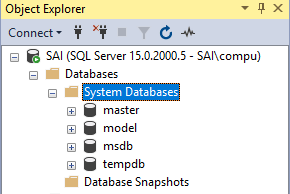 Object Explorer
Connect
SAI (SQL Server 15.0.2000.5 - SAI\compu)
Databases
System Databases
master
model
msdb
tempdb
Database Snapshots